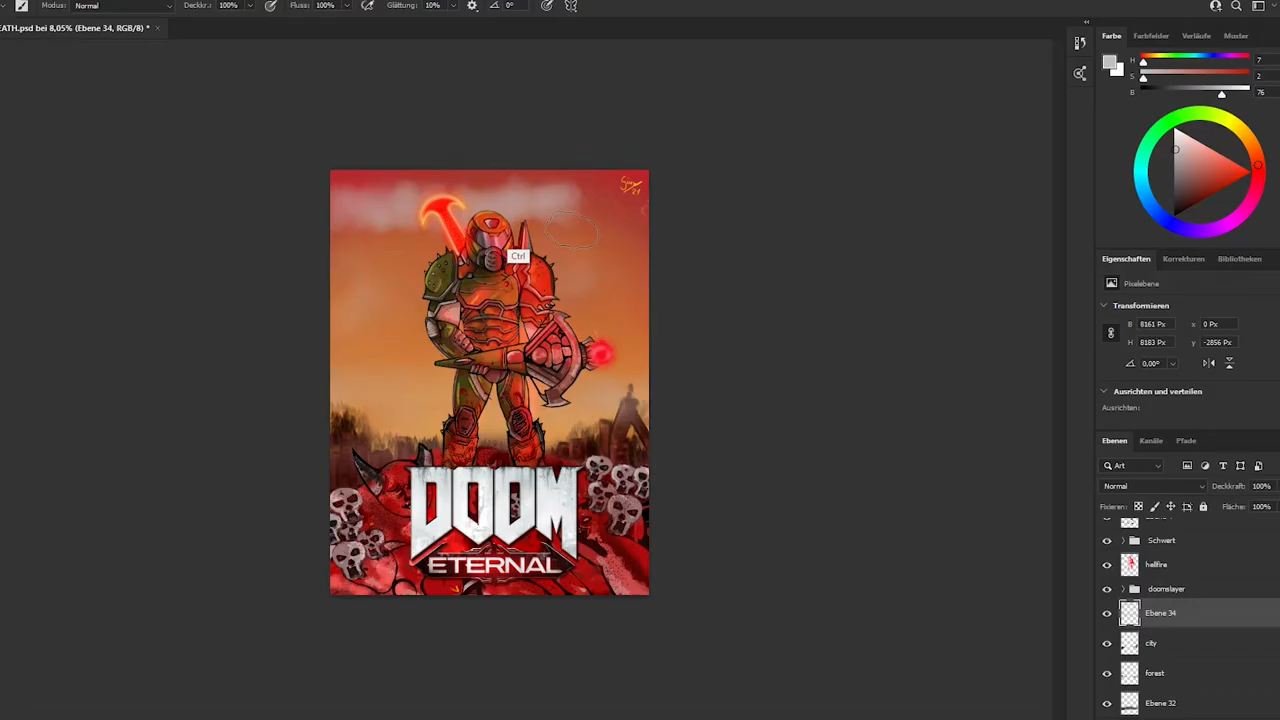 Modus: Normal Deckkr.: 100% Fluss: 100% Glättung: 10% 0°
EATH.psd bei 8,05% (Ebene 34, RGB/8) *
Farbe Farbfelder Verläufe Muster
H 7
S 2
B 76
Ctrl
Eigenschaften Korrekturen Bibliotheken
Pixelebene
Transformieren
B 8161 Px x 0 Px
H 8183 Px y -2856 Px
0,00°
Ausrichten und verteilen
Ausrichten:
Ebenen Kanäle Pfade
Art
Normal Deckkraft: 100%
Fixieren: Fläche: 100%
Schwert
hellfire
doomslayer
Ebene 34
city
forest
Ebene 32
DOOM
ETERNAL